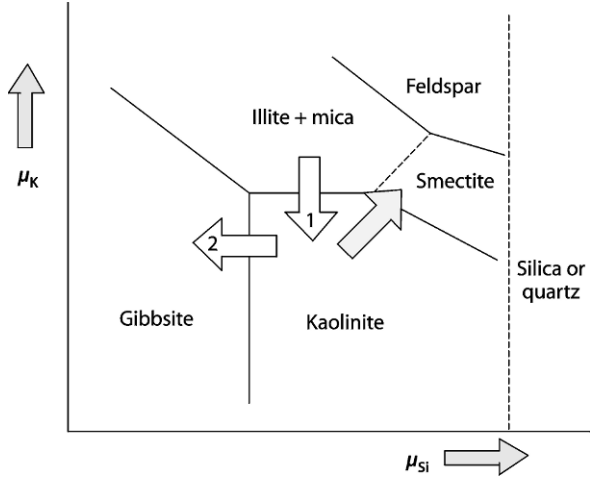 Feldspar
Illite + mica
μK
Smectite
1
2
Silica or
quartz
Gibbsite
Kaolinite
μSi